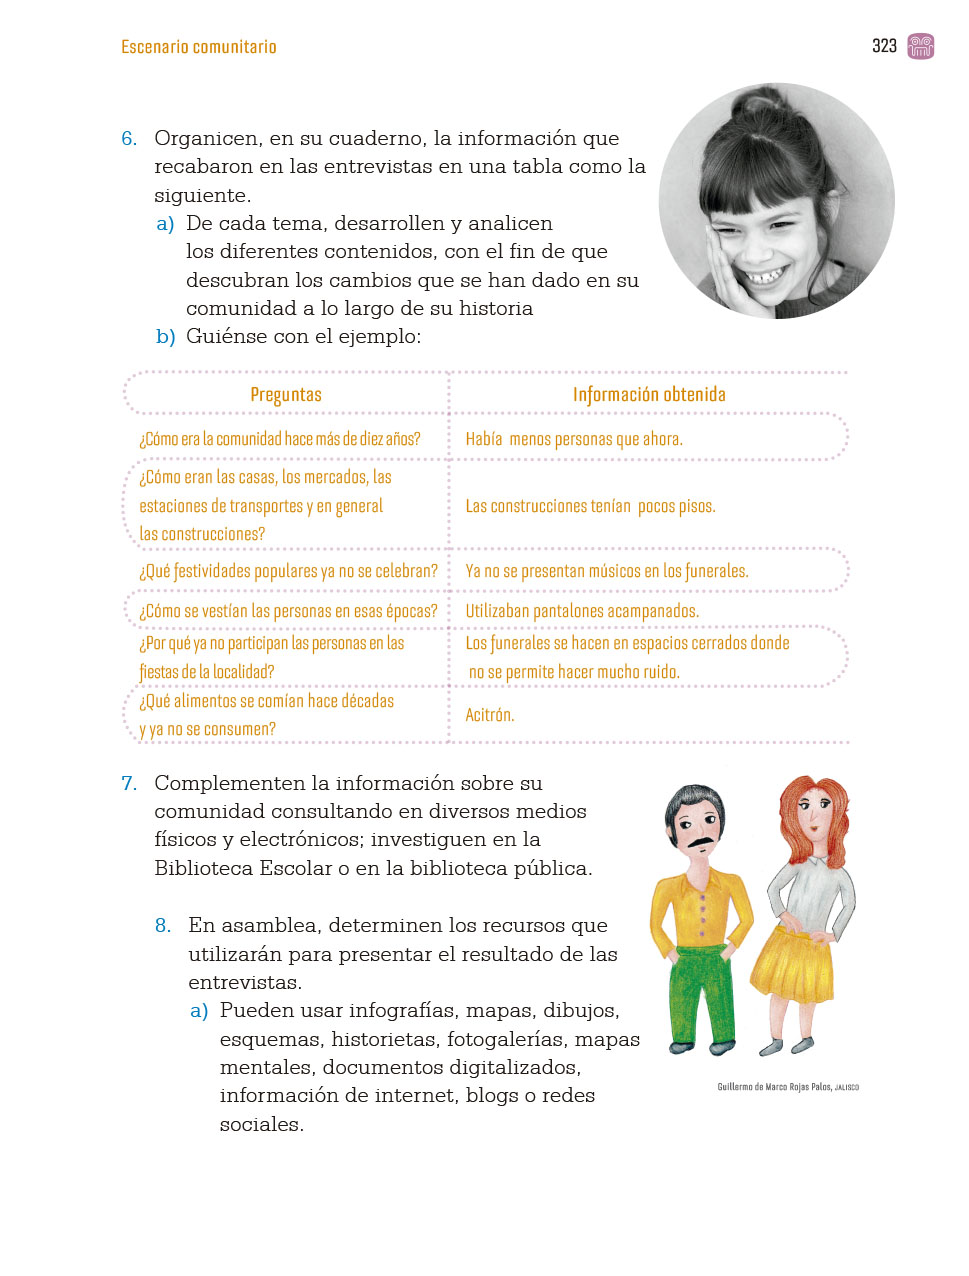 Escenario comunitario
323
6. Organicen, en su cuaderno, la información que
recabaron en las entrevistas en una tabla como la
siguiente.
a) De cada tema, desarrollen y analicen
los diferentes contenidos, con el fin de que
descubran los cambios que se han dado en su
comunidad a lo largo de su historia
b) Guiénse con el ejemplo:
Preguntas
Información obtenida
¿Cómo era la comunidad hace más de diez años?
Había menos personas que ahora.
¿Cómo eran las casas, los mercados, las
estaciones de transportes y en general
las construcciones?
Las construcciones tenían pocos pisos.
¿Qué festividades populares ya no se celebran?
Ya no se presentan músicos en los funerales.
¿Cómo se vestían las personas en esas épocas?
Utilizaban pantalones acampanados.
¿Por qué ya no participan las personas en las
fiestas de la localidad?
Los funerales se hacen en espacios cerrados donde
no se permite hacer mucho ruido.
¿Qué alimentos se comían hace décadas
y ya no se consumen?
Acitrón.
7. Complementen la información sobre su
comunidad consultando en diversos medios
físicos y electrónicos; investiguen en la
Biblioteca Escolar o en la biblioteca pública.
8. En asamblea, determinen los recursos que
utilizarán para presentar el resultado de las
entrevistas.
a) Pueden usar infografías, mapas, dibujos,
esquemas, historietas, fotogalerías, mapas
mentales, documentos digitalizados,
información de internet, blogs o redes
sociales.
Guillermo de Marco Rojas Palos, JALISCO